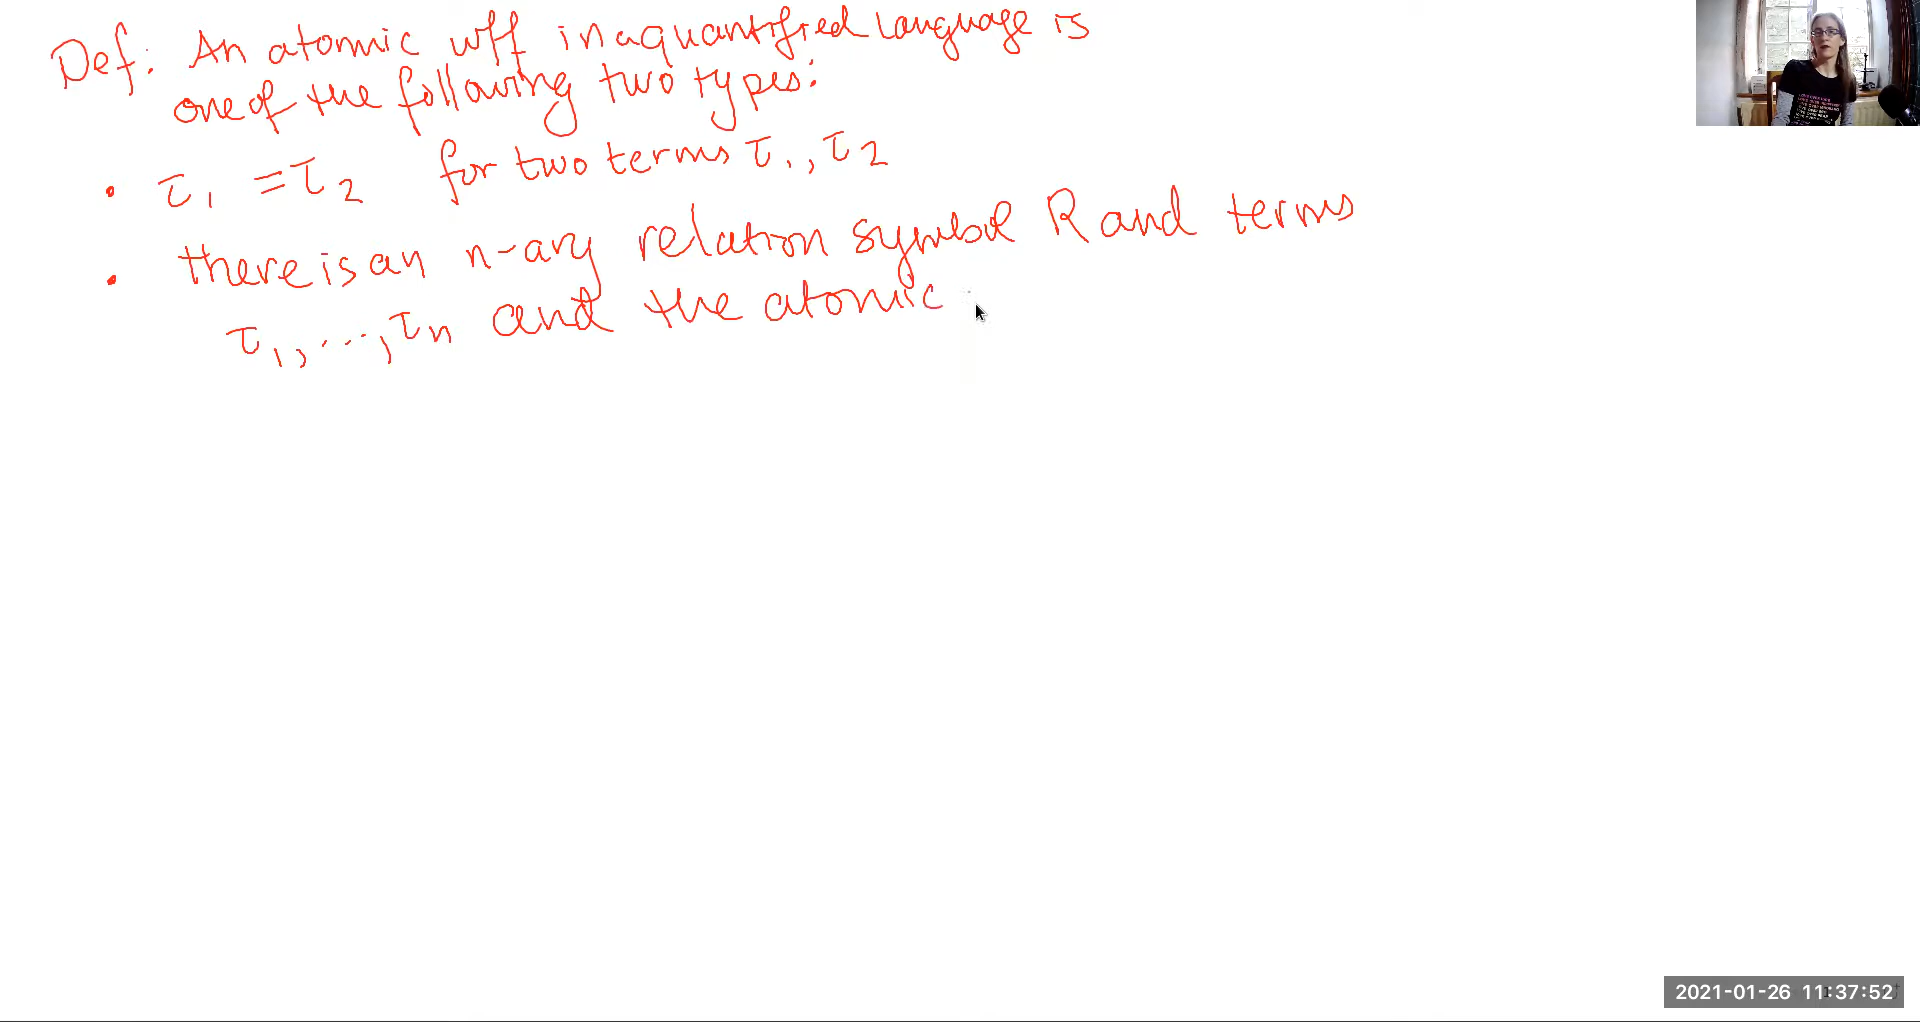 Def: An atomic wff in a quantified language is
one of the following two types:
• τ₁ = τ₂ for two terms τ₁, τ₂
• there is an n-ary relation symbol R and terms
τ₁, ..., τn and the atomic
2021-01-26 11:37:52